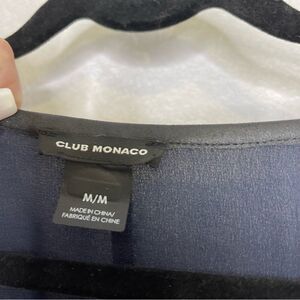 CLUB MONACO
M/M
MADE IN CHINA/
FABRIQUÉ EN CHINE